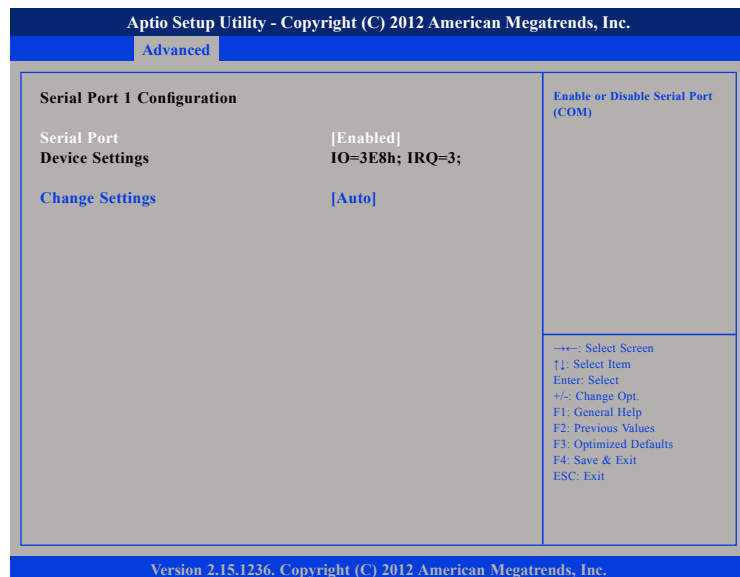 Aptio Setup Utility - Copyright (C) 2012 American Megatrends, Inc.
Advanced
Serial Port 1 Configuration
Serial Port [Enabled]
Device Settings IO=3E8h; IRQ=3;
Change Settings [Auto]
Enable or Disable Serial Port
(COM)
→←: Select Screen
↑↓: Select Item
Enter: Select
+/-: Change Opt.
F1: General Help
F2: Previous Values
F3: Optimized Defaults
F4: Save & Exit
ESC: Exit
Version 2.15.1236. Copyright (C) 2012 American Megatrends, Inc.